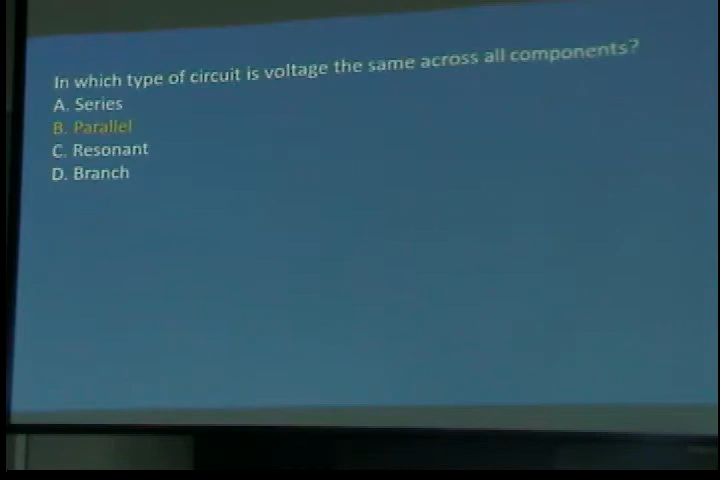 In which type of circuit is voltage the same across all components?
A. Series
B. Parallel
C. Resonant
D. Branch